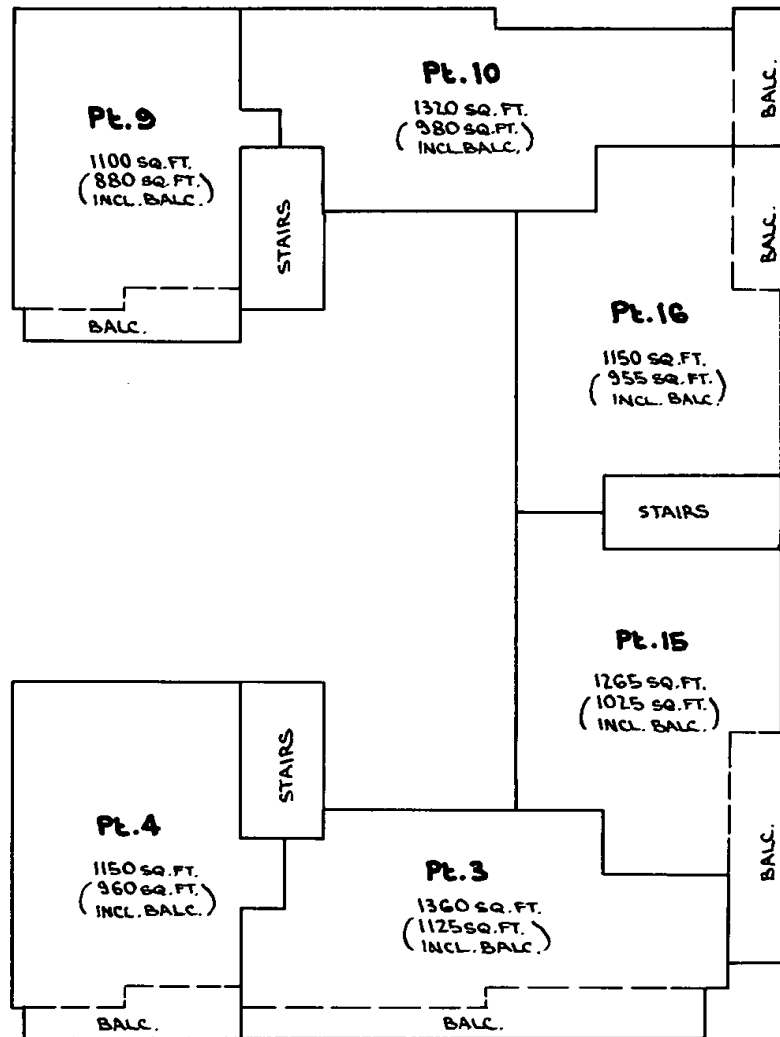 Pt.10
1320 SQ.FT.
( 980 SQ.FT. )
INCL. BALC.
BALC.
Pt.9
1100 SQ.FT.
( 880 SQ.FT. )
INCL. BALC.
STAIRS
BALC.
BALC.
Pt.16
1150 SQ.FT.
( 955 SQ.FT. )
INCL. BALC.
STAIRS
Pt.15
1265 SQ.FT.
( 1025 SQ.FT. )
INCL. BALC.
BALC.
STAIRS
Pt.4
1150 SQ.FT.
( 960 SQ.FT. )
INCL. BALC.
BALC.
Pt.3
1360 SQ.FT.
( 1125 SQ.FT. )
INCL. BALC.
BALC.